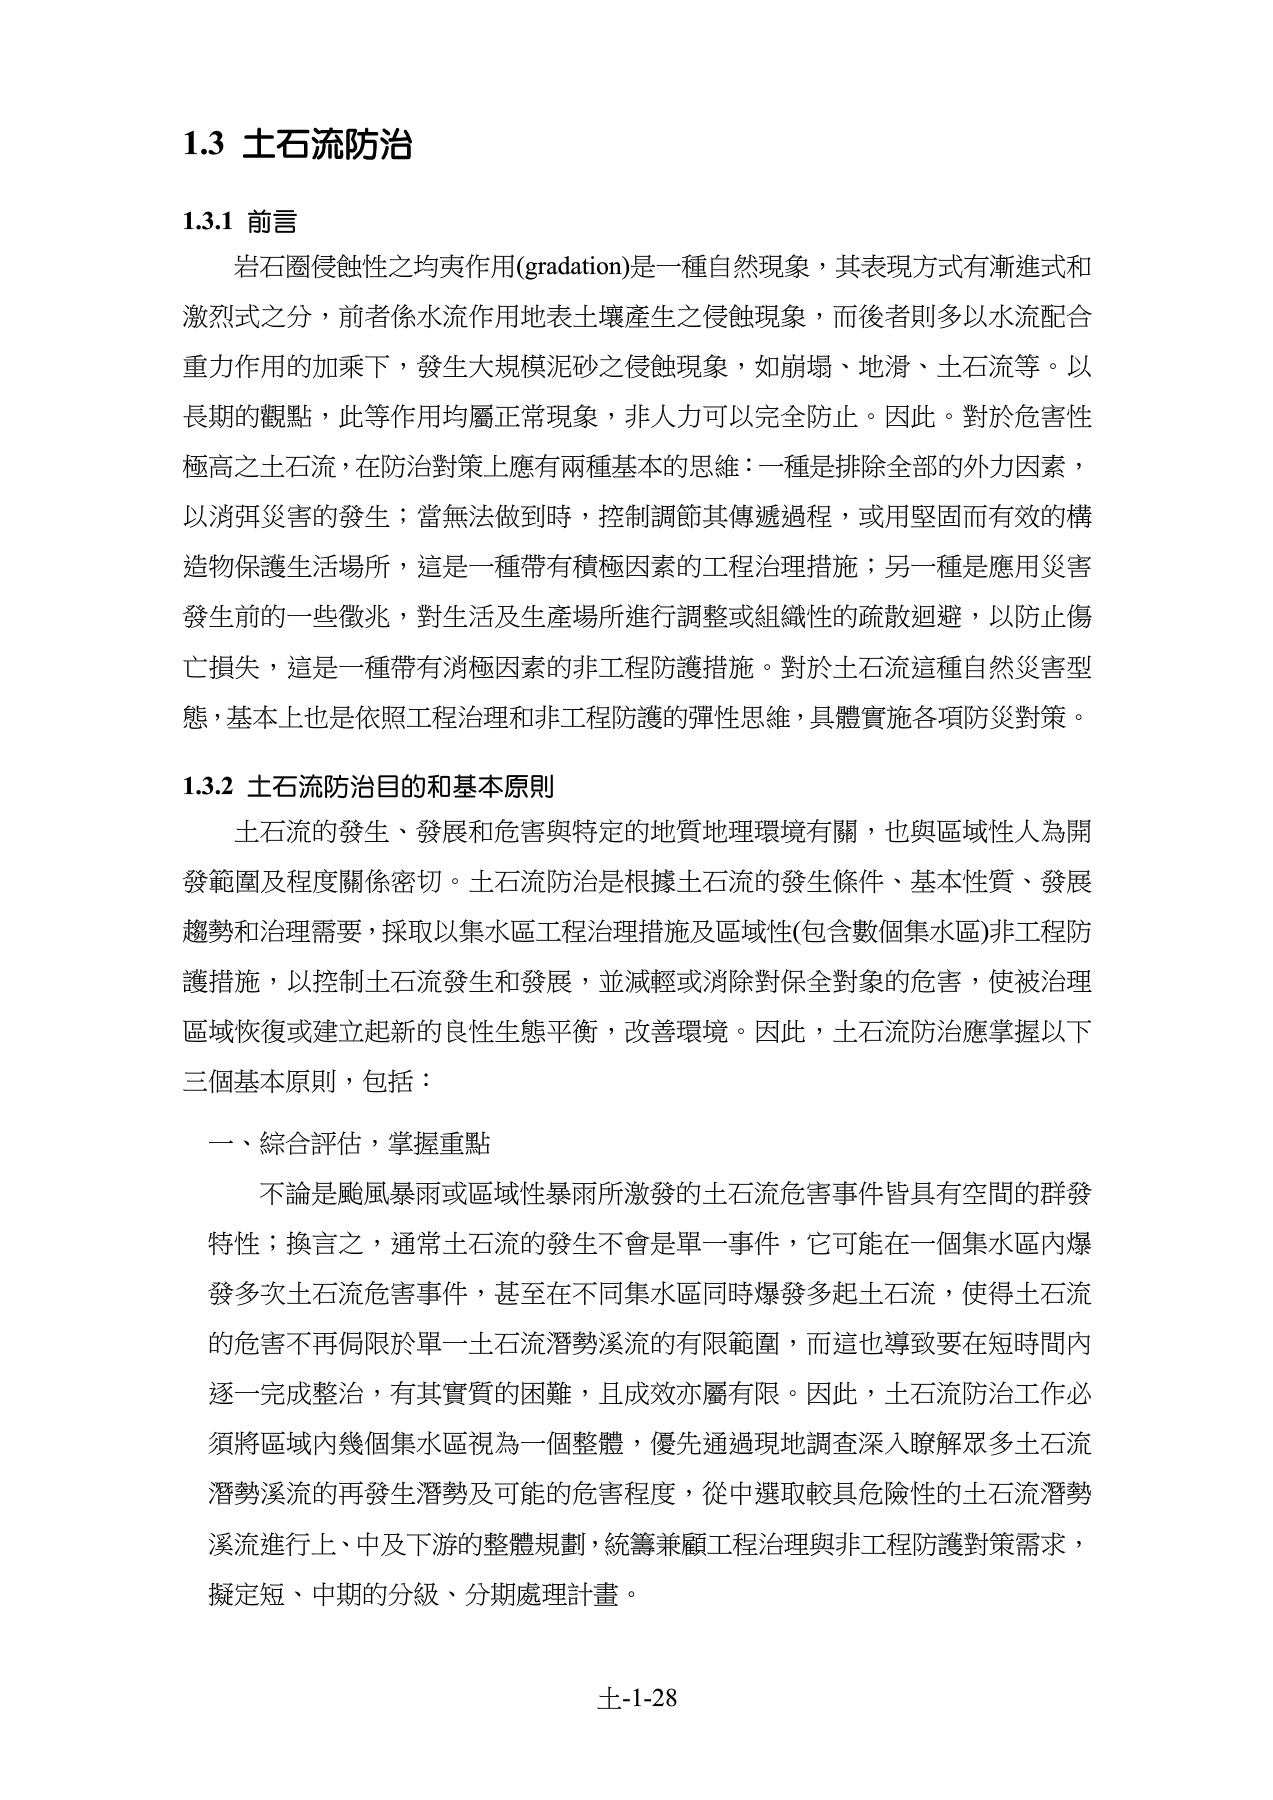 1.3 土石流防治
1.3.1 前言
岩石圈侵蝕性之均夷作用(gradation)是一種自然現象，其表現方式有漸進式和
激烈式之分，前者係水流作用地表土壤產生之侵蝕現象，而後者則多以水流配合
重力作用的加乘下，發生大規模泥砂之侵蝕現象，如崩塌、地滑、土石流等。以
長期的觀點，此等作用均屬正常現象，非人力可以完全防止。因此。對於危害性
極高之土石流，在防治對策上應有兩種基本的思維：一種是排除全部的外力因素，
以消弭災害的發生；當無法做到時，控制調節其傳遞過程，或用堅固而有效的構
造物保護生活場所，這是一種帶有積極因素的工程治理措施；另一種是應用災害
發生前的一些徵兆，對生活及生產場所進行調整或組織性的疏散迴避，以防止傷
亡損失，這是一種帶有消極因素的非工程防護措施。對於土石流這種自然災害型
態，基本上也是依照工程治理和非工程防護的彈性思維，具體實施各項防災對策。
1.3.2 土石流防治目的和基本原則
土石流的發生、發展和危害與特定的地質地理環境有關，也與區域性人為開
發範圍及程度關係密切。土石流防治是根據土石流的發生條件、基本性質、發展
趨勢和治理需要，採取以集水區工程治理措施及區域性(包含數個集水區)非工程防
護措施，以控制土石流發生和發展，並減輕或消除對保全對象的危害，使被治理
區域恢復或建立起新的良性生態平衡，改善環境。因此，土石流防治應掌握以下
三個基本原則，包括：
一、綜合評估，掌握重點
不論是颱風暴雨或區域性暴雨所激發的土石流危害事件皆具有空間的群發
特性；換言之，通常土石流的發生不會是單一事件，它可能在一個集水區內爆
發多次土石流危害事件，甚至在不同集水區同時爆發多起土石流，使得土石流
的危害不再侷限於單一土石流潛勢溪流的有限範圍，而這也導致要在短時間內
逐一完成整治，有其實質的困難，且成效亦屬有限。因此，土石流防治工作必
須將區域內幾個集水區視為一個整體，優先通過現地調查深入瞭解眾多土石流
潛勢溪流的再發生潛勢及可能的危害程度，從中選取較具危險性的土石流潛勢
溪流進行上、中及下游的整體規劃，統籌兼顧工程治理與非工程防護對策需求，
擬定短、中期的分級、分期處理計畫。
土-1-28